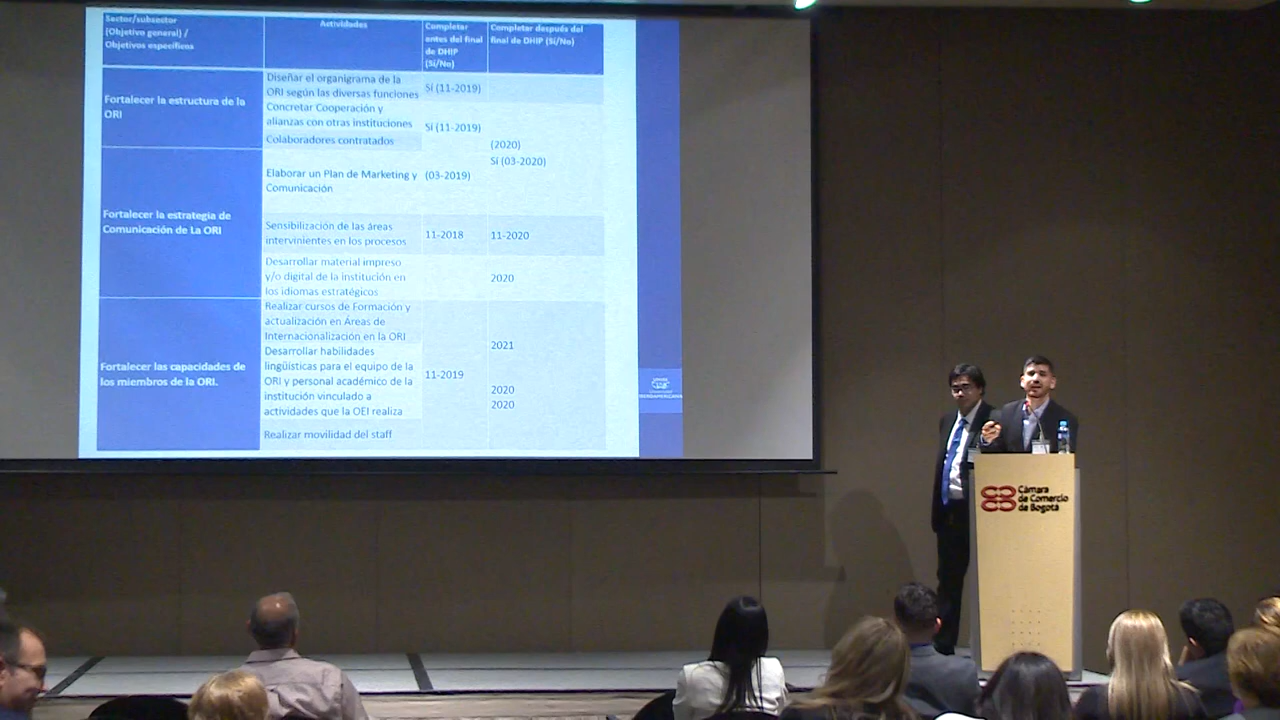 Sector/subsector
(Objetivo general) /
Objetivos específicos
Actividades
Completar
antes del final
de DHIP
(Sí/No)
Completar después del
final de DHIP (Sí/No)
Fortalecer la estructura de la
ORI
Diseñar el organigrama de la
ORI según las diversas funciones
Sí (11-2019)
Concretar Cooperación y
alianzas con otras instituciones
Sí (11-2019)
Colaboradores contratados
(2020)
Sí (03-2020)
Fortalecer la estrategia de
Comunicación de La ORI
Elaborar un Plan de Marketing y
Comunicación
(03-2019)
Sensibilización de las áreas
intervinientes en los procesos
11-2018
11-2020
Desarrollar material impreso
y/o digital de la institución en
los idiomas estratégicos
2020
Fortalecer las capacidades de
los miembros de la ORI.
Realizar cursos de Formación y
actualización en Áreas de
Internacionalización en la ORI
2021
Desarrollar habilidades
lingüísticas para el equipo de la
ORI y personal académico de la
institución vinculado a
actividades que la OEI realiza
11-2019
2020
2020
Realizar movilidad del staff
IBEROAMERICANA
Cámara
de Comercio
de Bogotá